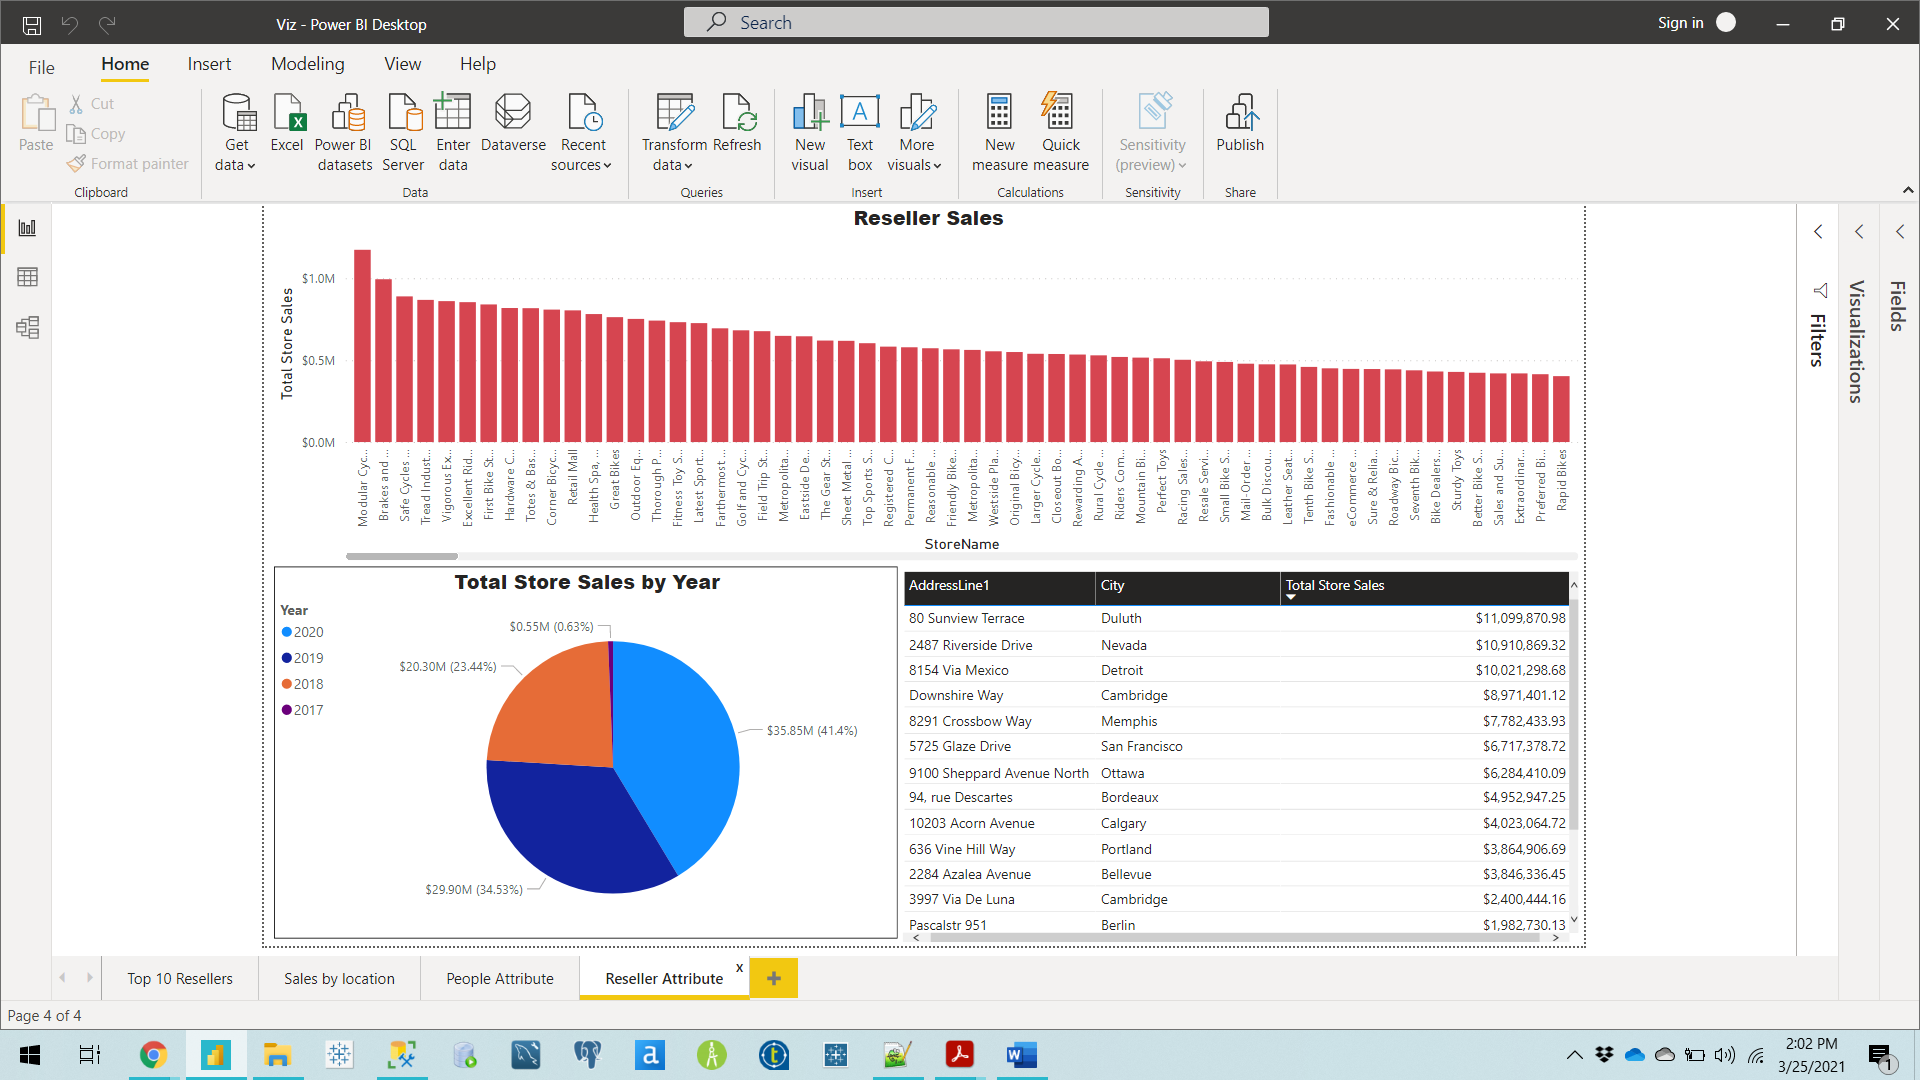 Viz - Power BI Desktop
Search
Sign in
File
Home
Insert
Modeling
View
Help
Paste
Cut
Copy
Format painter
Clipboard
Get data
Excel
Power BI datasets
SQL Server
Enter data
Dataverse
Recent sources
Data
Transform data
Refresh
Queries
New visual
Text box
More visuals
Insert
New measure
Quick measure
Calculations
Sensitivity (preview)
Sensitivity
Publish
Share
Reseller Sales
Total Store Sales
$1.0M
$0.5M
$0.0M
Modular Cyc...
Brakes and ...
Safe Cycles ...
Tread Indust...
Vigorous Ex...
Excellent Rid...
First Bike St...
Hardware C...
Totes & Bas...
Corner Bicyc...
Retail Mall
Health Spa, ...
Great Bikes
Outdoor Eq...
Thorough P...
Fitness Toy S...
Latest Sport...
Farthermost ...
Golf and Cyc...
Field Trip St...
Metropolita...
Eastside De...
The Gear St...
Sheet Metal ...
Top Sports S...
Registered C...
Permanent F...
Reasonable ...
Friendly Bike...
Metropolita...
Westside Pla...
Original Bicy...
Larger Cycle...
Closeout Bo...
Rewarding A...
Rural Cycle ...
Riders Com...
Mountain Bi...
Perfect Toys
Racing Sales...
Resale Servi...
Small Bike S...
Mail-Order ...
Bulk Discou...
Leather Seat...
Tenth Bike S...
Fashionable ...
eCommerce ...
Sure & Relia...
Roadway Bic...
Seventh Bik...
Bike Dealers...
Sturdy Toys
Better Bike S...
Sales and Su...
Extraordinar...
Preferred Bi...
Rapid Bikes
StoreName
Filters
Visualizations
Fields
Total Store Sales by Year
Year
2020
2019
2018
2017
$0.55M (0.63%)
$20.30M (23.44%)
$35.85M (41.4%)
$29.90M (34.53%)
AddressLine1 City Total Store Sales
80 Sunview Terrace Duluth $11,099,870.98
2487 Riverside Drive Nevada $10,910,869.32
8154 Via Mexico Detroit $10,021,298.68
Downshire Way Cambridge $8,971,401.12
8291 Crossbow Way Memphis $7,782,433.93
5725 Glaze Drive San Francisco $6,717,378.72
9100 Sheppard Avenue North Ottawa $6,284,410.09
94, rue Descartes Bordeaux $4,952,947.25
10203 Acorn Avenue Calgary $4,023,064.72
636 Vine Hill Way Portland $3,864,906.69
2284 Azalea Avenue Bellevue $3,846,336.45
3997 Via De Luna Cambridge $2,400,444.16
Pascalstr 951 Berlin $1,982,730.13
Top 10 Resellers
Sales by location
People Attribute
Reseller Attribute
x
+
Page 4 of 4
2:02 PM
3/25/2021
1